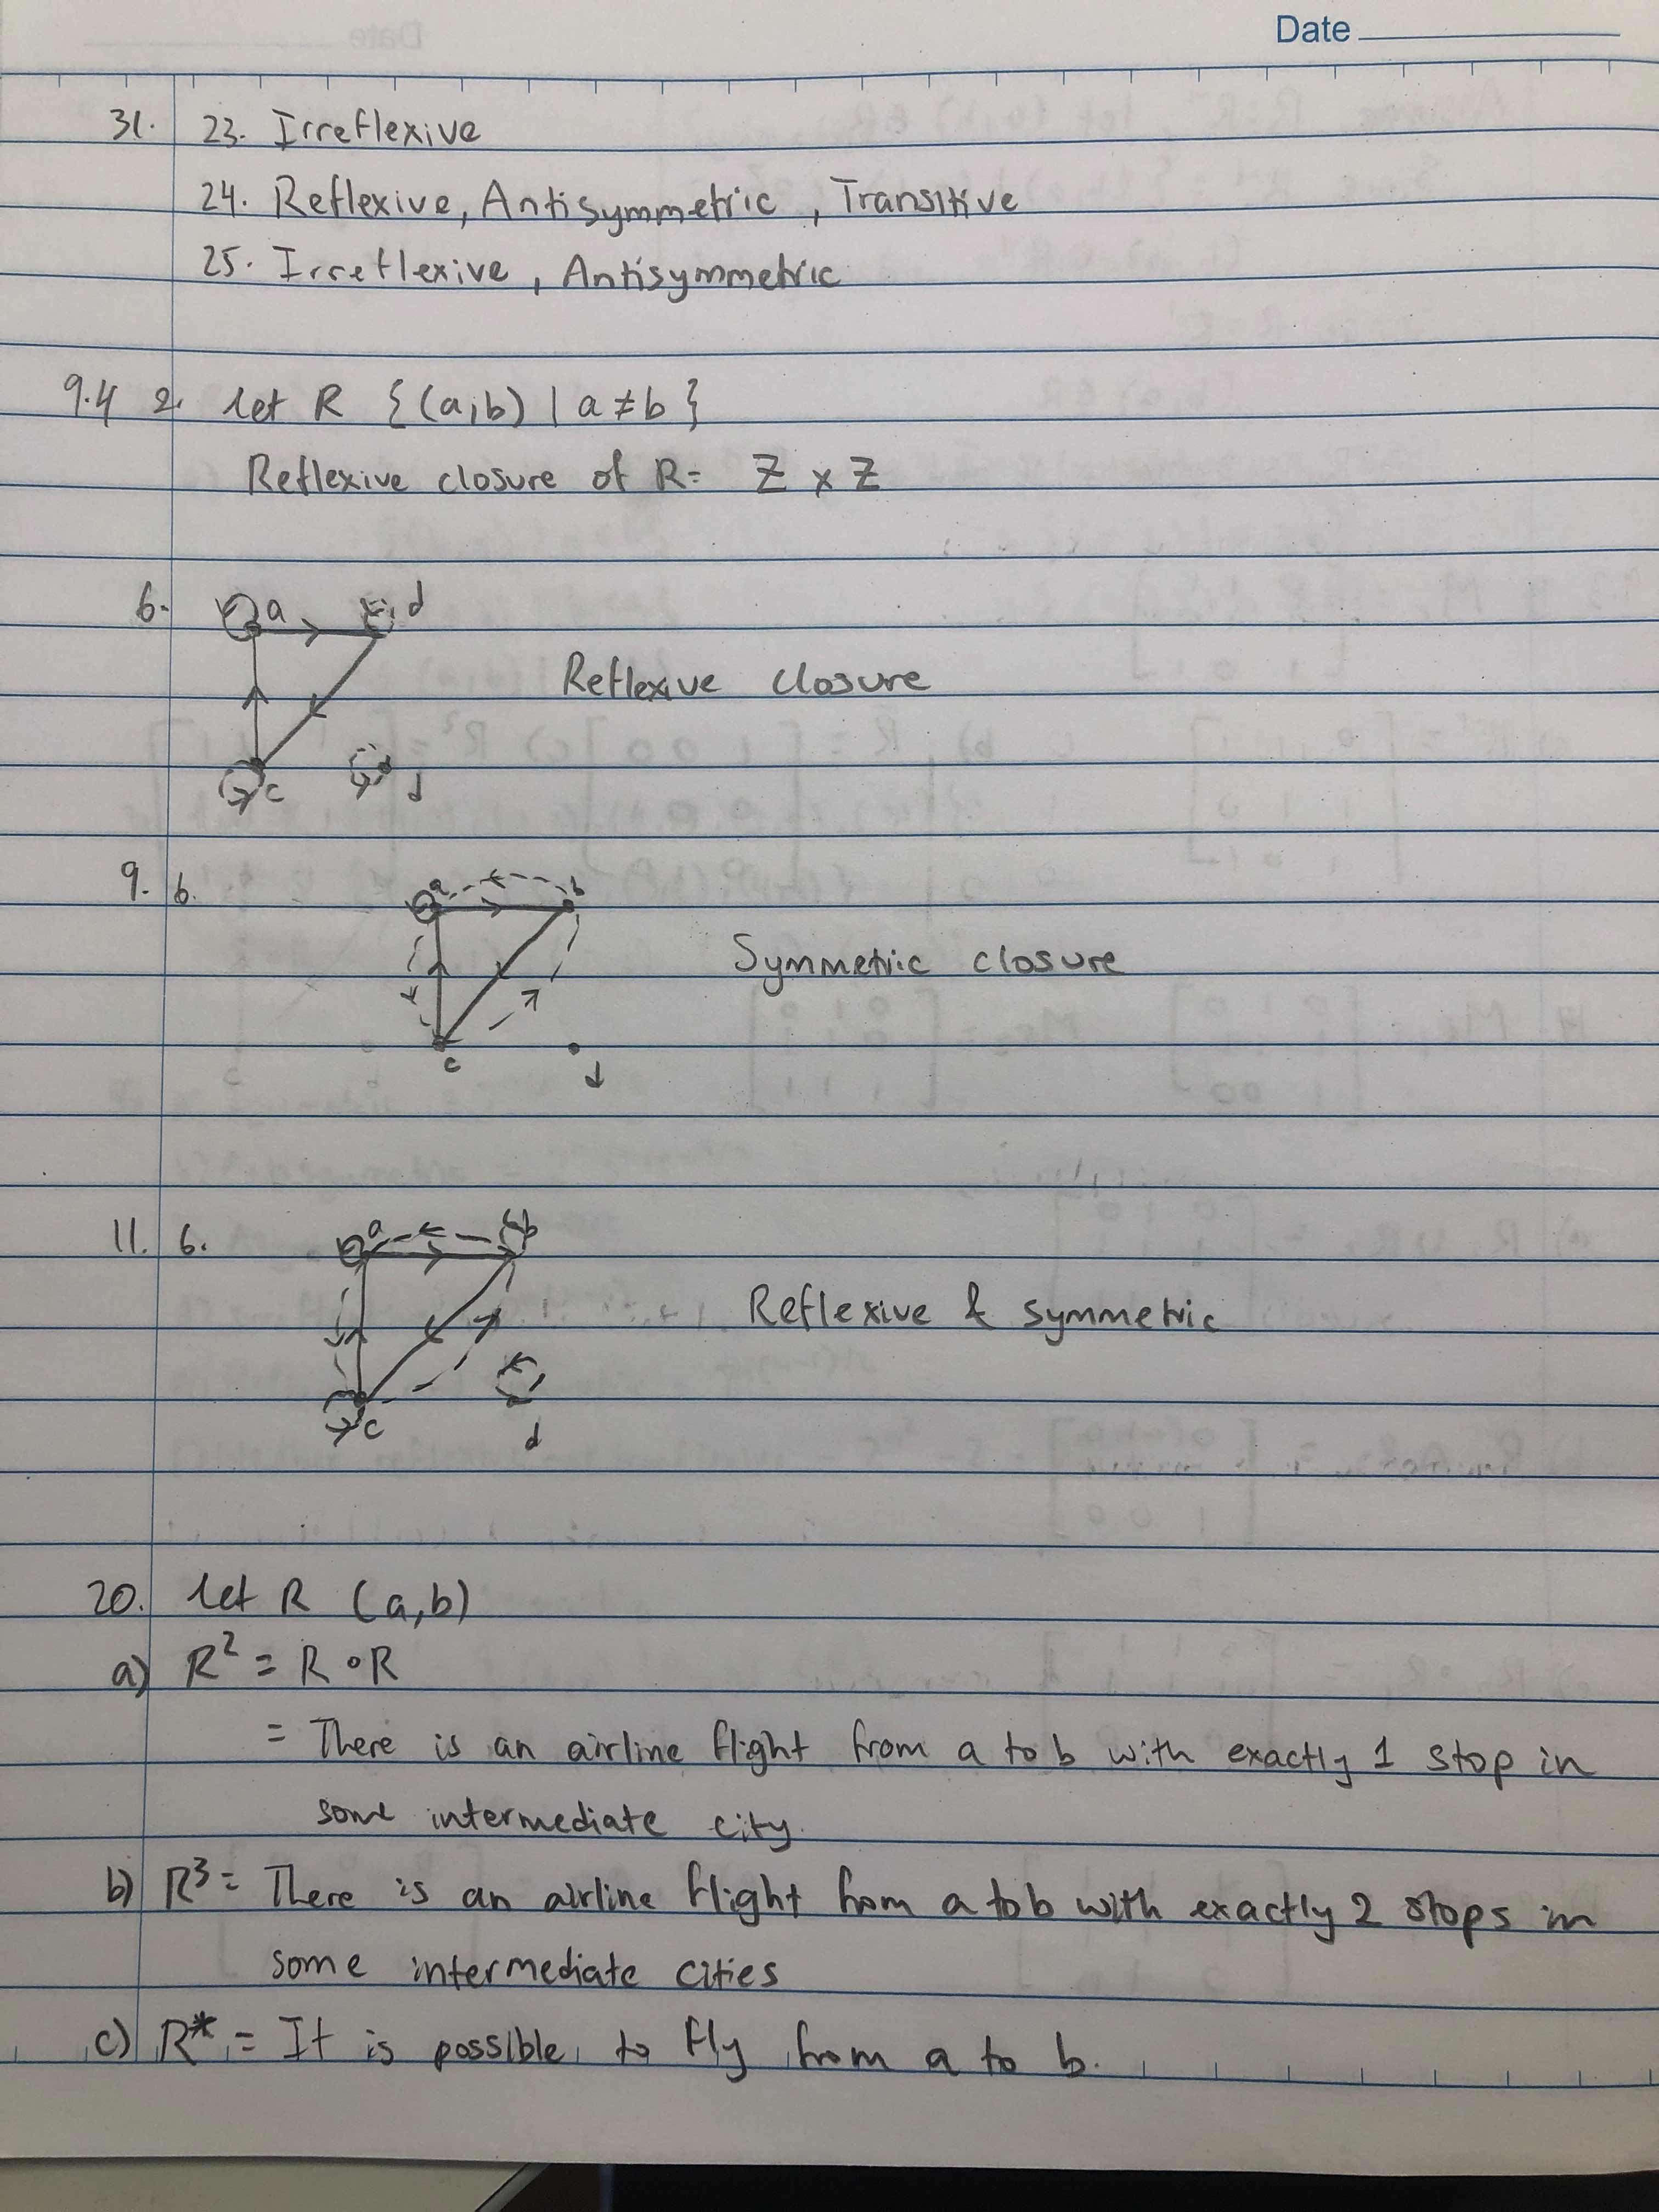 Date
31. 23. Irreflexive
24. Reflexive, Antisymmetric, Transitive
25. Irreflexive, Antisymmetric
9.4 2. let R {(a,b) | a ≠ b}
Reflexive closure of R = Z x Z
6. a d
Reflexive closure
c d
9. 6. a b
Symmetric closure
c d
11. 6. a b
Reflexive & symmetric
c d
20. let R (a,b)
a) R² = R ∘ R
= There is an airline flight from a to b with exactly 1 stop in
some intermediate city.
b) R³ = There is an airline flight from a to b with exactly 2 stops in
some intermediate cities
c) R* = It is possible to fly from a to b.